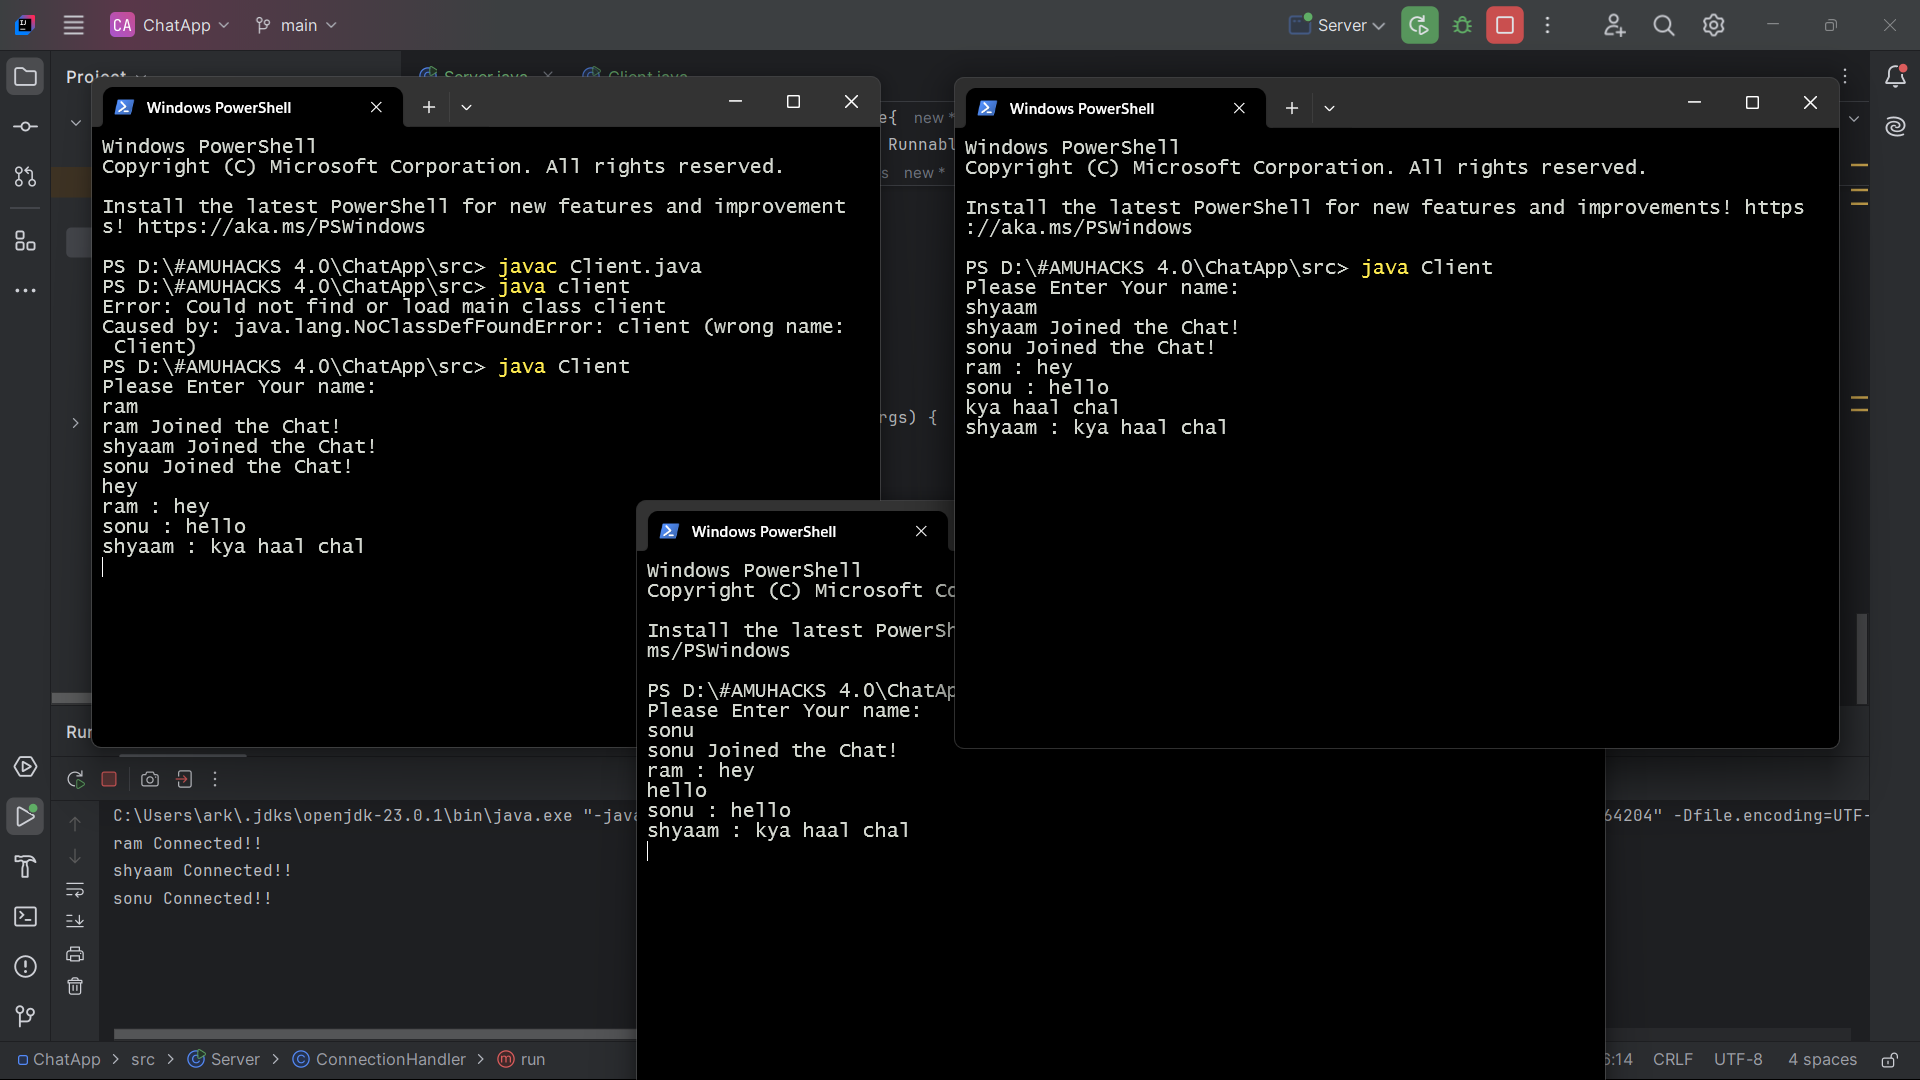 CA ChatApp main Server
Project
Server.java Client.java
Windows PowerShell
Windows PowerShell
Copyright (C) Microsoft Corporation. All rights reserved.
Install the latest PowerShell for new features and improvement
s! https://aka.ms/PSWindows
PS D:\#AMUHACKS 4.0\ChatApp\src> javac Client.java
PS D:\#AMUHACKS 4.0\ChatApp\src> java client
Error: Could not find or load main class client
Caused by: java.lang.NoClassDefFoundError: client (wrong name:
Client)
PS D:\#AMUHACKS 4.0\ChatApp\src> java Client
Please Enter Your name:
ram
ram Joined the Chat!
shyaam Joined the Chat!
sonu Joined the Chat!
hey
ram : hey
sonu : hello
shyaam : kya haal chal
e{ new *
Runnabl
s new *
rgs) {
Windows PowerShell
Windows PowerShell
Copyright (C) Microsoft Corporation. All rights reserved.
Install the latest PowerShell for new features and improvements! https
://aka.ms/PSWindows
PS D:\#AMUHACKS 4.0\ChatApp\src> java Client
Please Enter Your name:
shyaam
shyaam Joined the Chat!
sonu Joined the Chat!
ram : hey
sonu : hello
kya haal chal
shyaam : kya haal chal
Windows PowerShell
Windows PowerShell
Copyright (C) Microsoft Co
Install the latest PowerSh
ms/PSWindows
PS D:\#AMUHACKS 4.0\ChatAp
Please Enter Your name:
sonu
sonu Joined the Chat!
ram : hey
hello
sonu : hello
shyaam : kya haal chal
Run
C:\Users\ark\.jdks\openjdk-23.0.1\bin\java.exe "-java
64204" -Dfile.encoding=UTF-
ram Connected!!
shyaam Connected!!
sonu Connected!!
ChatApp > src > Server > ConnectionHandler > run
6:14 CRLF UTF-8 4 spaces